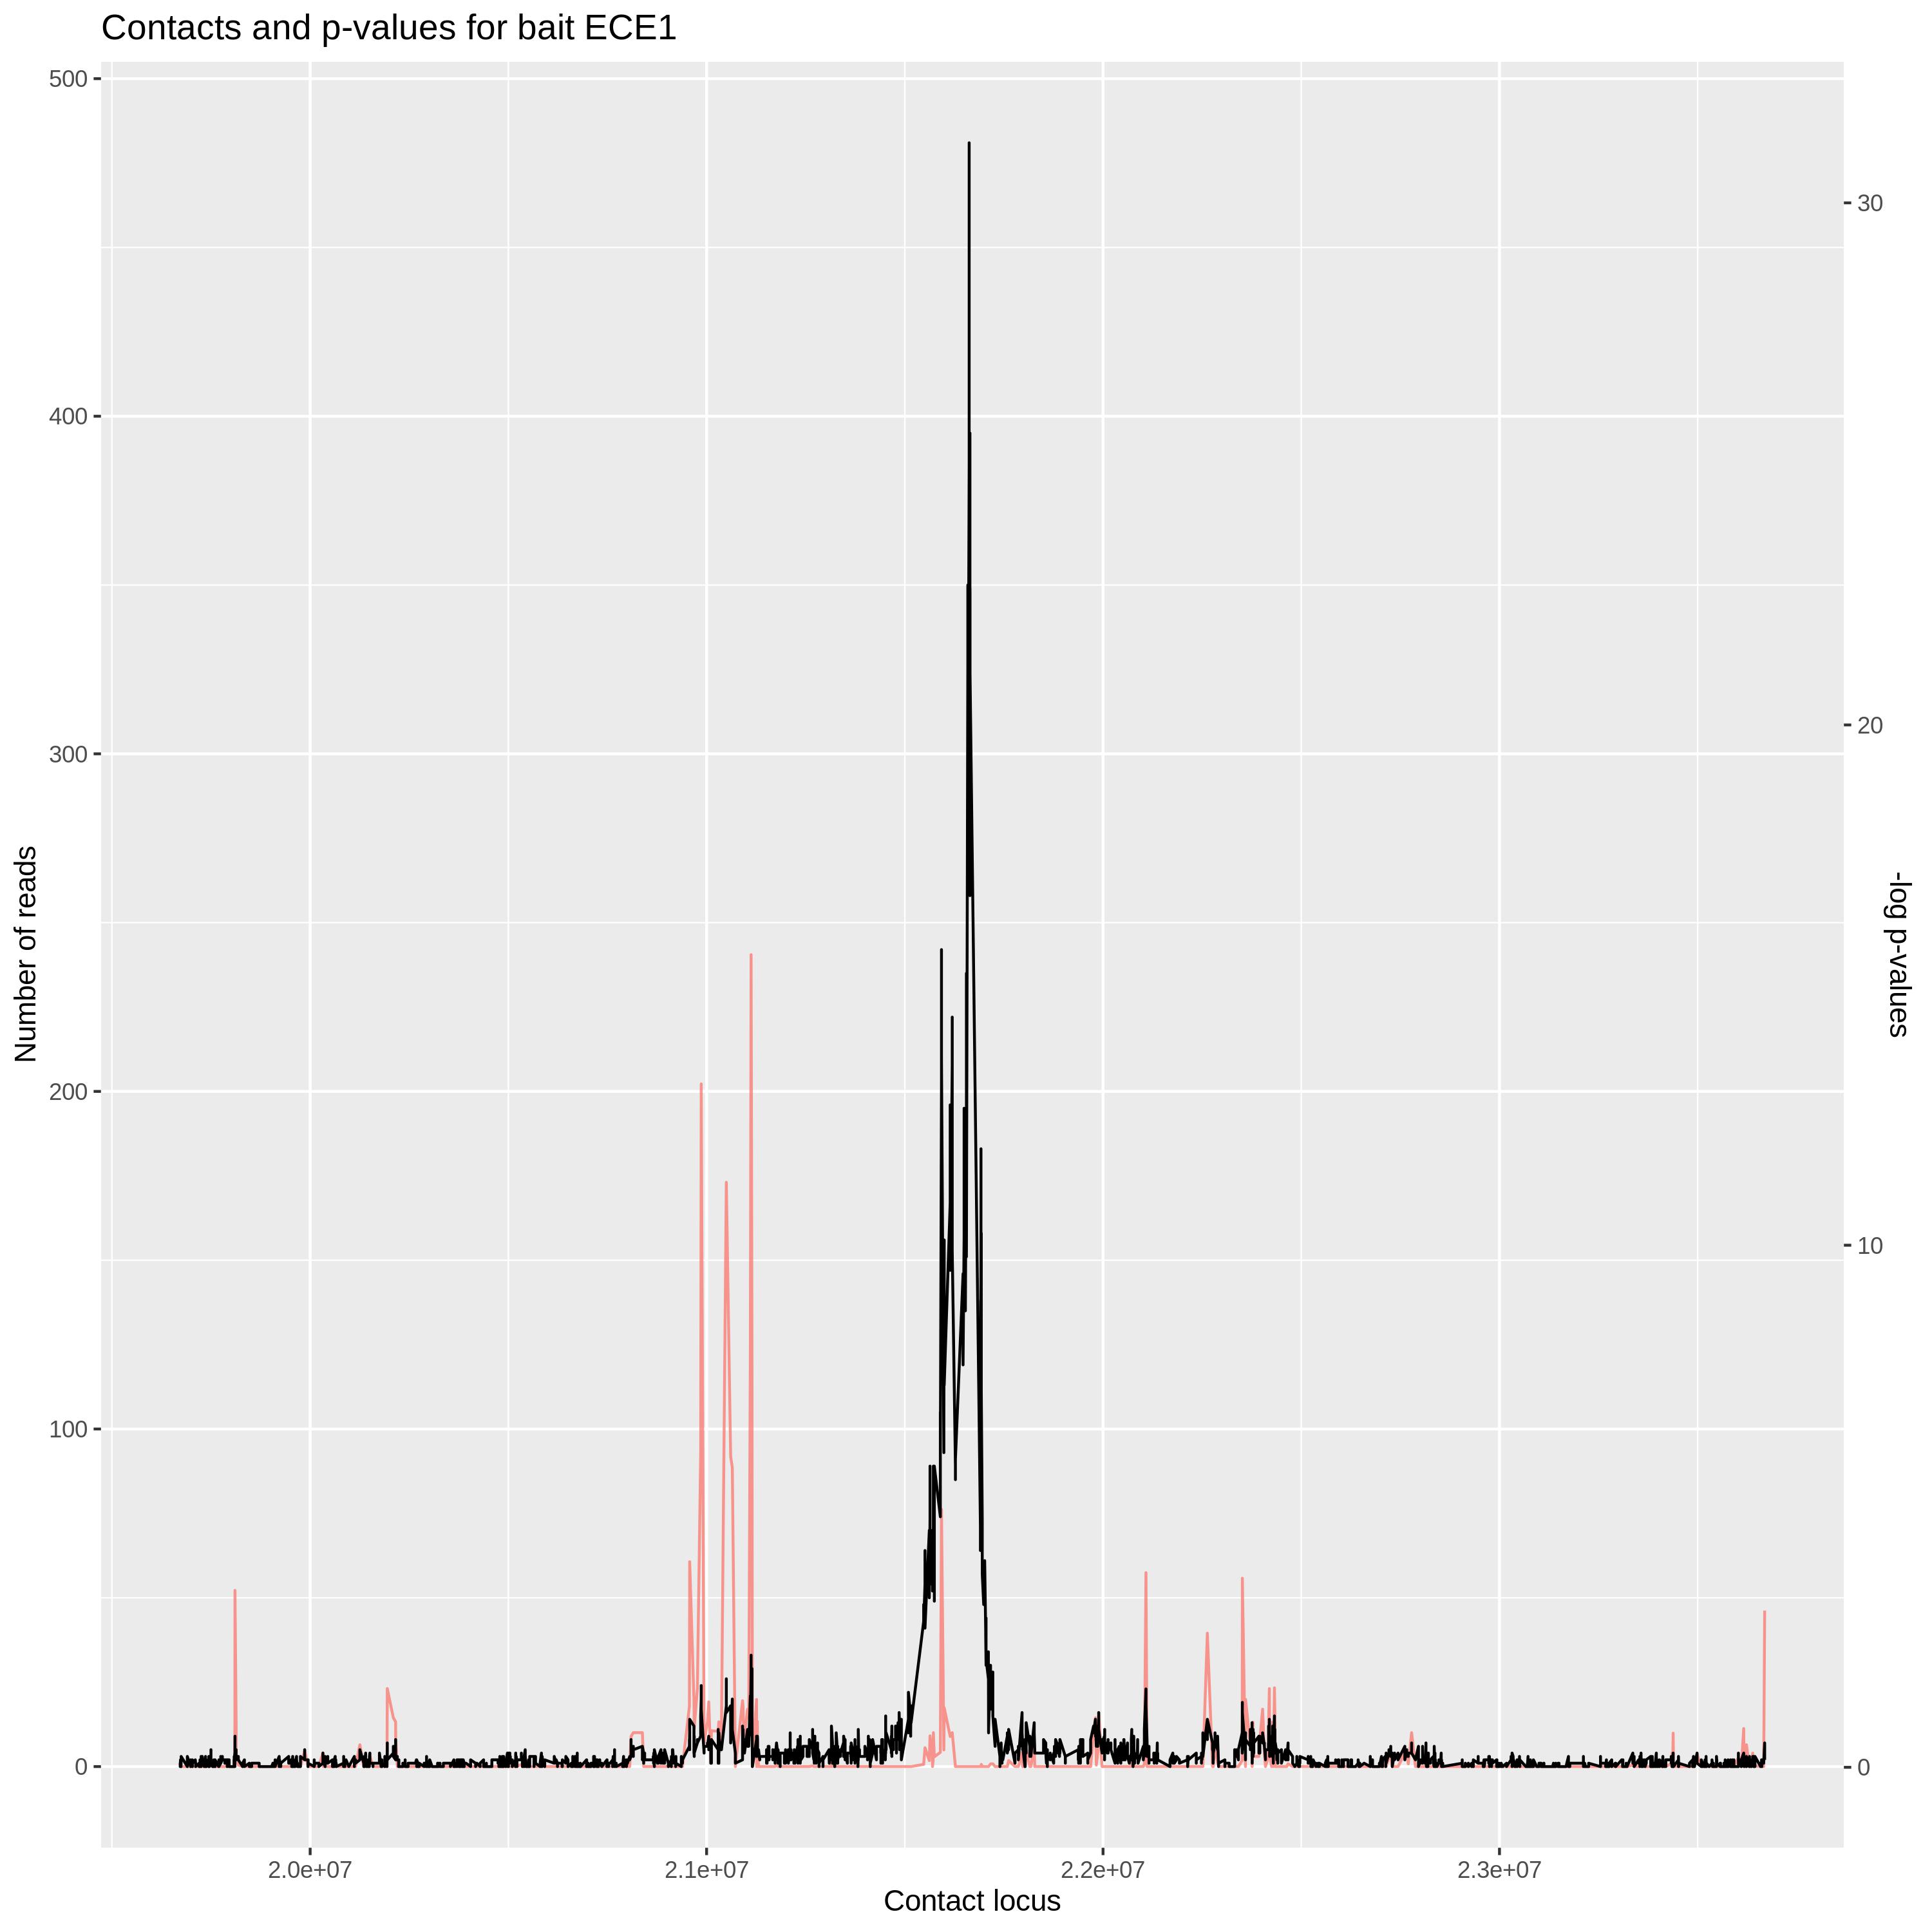 Contacts and p-values for bait ECE1
500
400
300
200
100
0
Number of reads
30
20
10
0
-log p-values
2.0e+07 2.1e+07 2.2e+07 2.3e+07
Contact locus